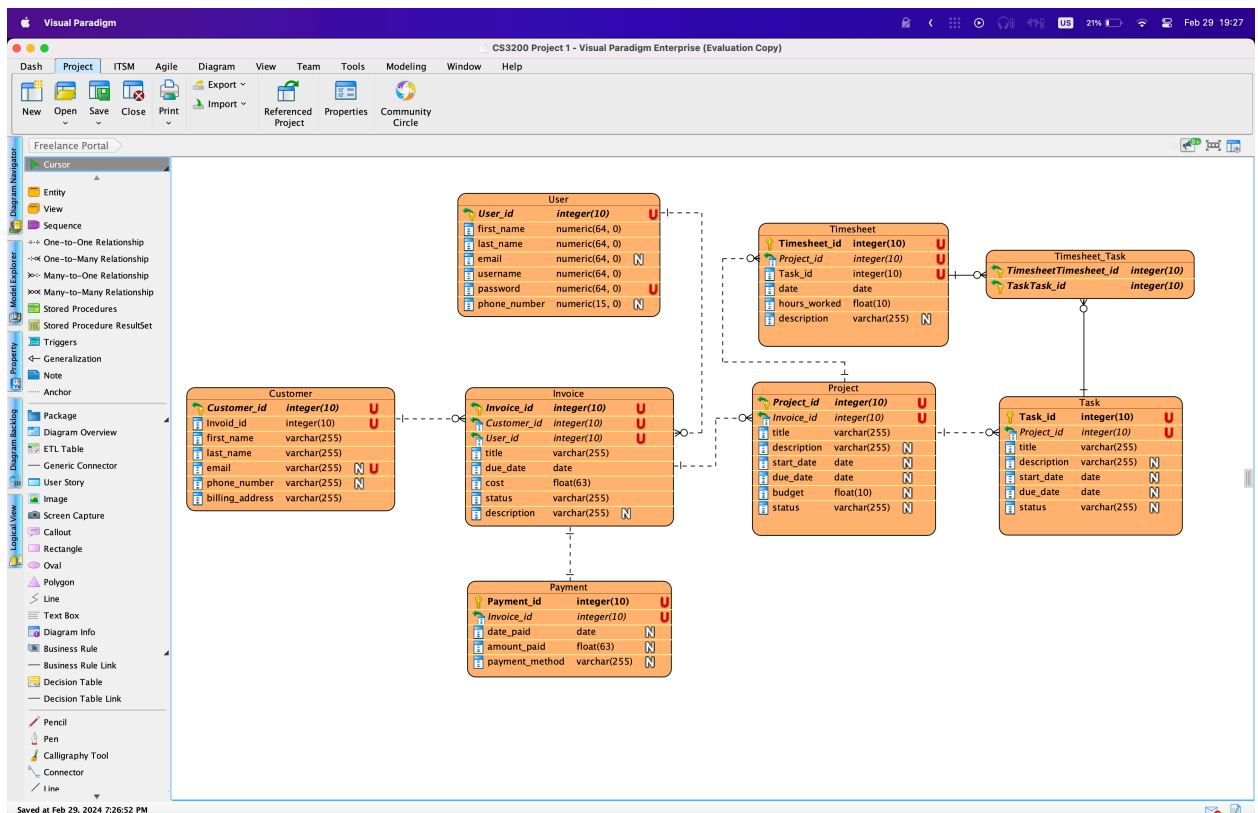 Visual Paradigm
US 21% Feb 29 19:27
CS3200 Project 1 - Visual Paradigm Enterprise (Evaluation Copy)
Dash Project ITSM Agile Diagram View Team Tools Modeling Window Help
New Open Save Close Print
Export
Import
Referenced Project
Properties
Community Circle
Freelance Portal
Diagram Navigator
Model Explorer
Property
Diagram Backlog
Logical View
Cursor
Entity
View
Sequence
One-to-One Relationship
One-to-Many Relationship
Many-to-One Relationship
Many-to-Many Relationship
Stored Procedures
Stored Procedure ResultSet
Triggers
Generalization
Note
Anchor
Package
Diagram Overview
ETL Table
Generic Connector
User Story
Image
Screen Capture
Callout
Rectangle
Oval
Polygon
Line
Text Box
Diagram Info
Business Rule
Business Rule Link
Decision Table
Decision Table Link
Pencil
Pen
Calligraphy Tool
Connector
Line
User
User_id integer(10) U
first_name numeric(64, 0)
last_name numeric(64, 0)
email numeric(64, 0) N
username numeric(64, 0)
password numeric(64, 0) U
phone_number numeric(15, 0) N
Timesheet
Timesheet_id integer(10) U
Project_id integer(10) U
Task_id integer(10) U
date date
hours_worked float(10)
description varchar(255) N
Timesheet_Task
TimesheetTimesheet_id integer(10)
TaskTask_id integer(10)
Customer
Customer_id integer(10) U
Invoid_id integer(10) U
first_name varchar(255)
last_name varchar(255)
email varchar(255) N U
phone_number varchar(255) N
billing_address varchar(255)
Invoice
Invoice_id integer(10) U
Customer_id integer(10) U
User_id integer(10) U
title varchar(255)
due_date date
cost float(63)
status varchar(255)
description varchar(255) N
Project
Project_id integer(10) U
Invoice_id integer(10) U
title varchar(255)
description varchar(255) N
start_date date N
due_date date N
budget float(10) N
status varchar(255) N
Task
Task_id integer(10) U
Project_id integer(10) U
title varchar(255)
description varchar(255) N
start_date date N
due_date date N
status varchar(255) N
Payment
Payment_id integer(10) U
Invoice_id integer(10) U
date_paid date N
amount_paid float(63) N
payment_method varchar(255) N
Saved at Feb 29, 2024 7:26:52 PM